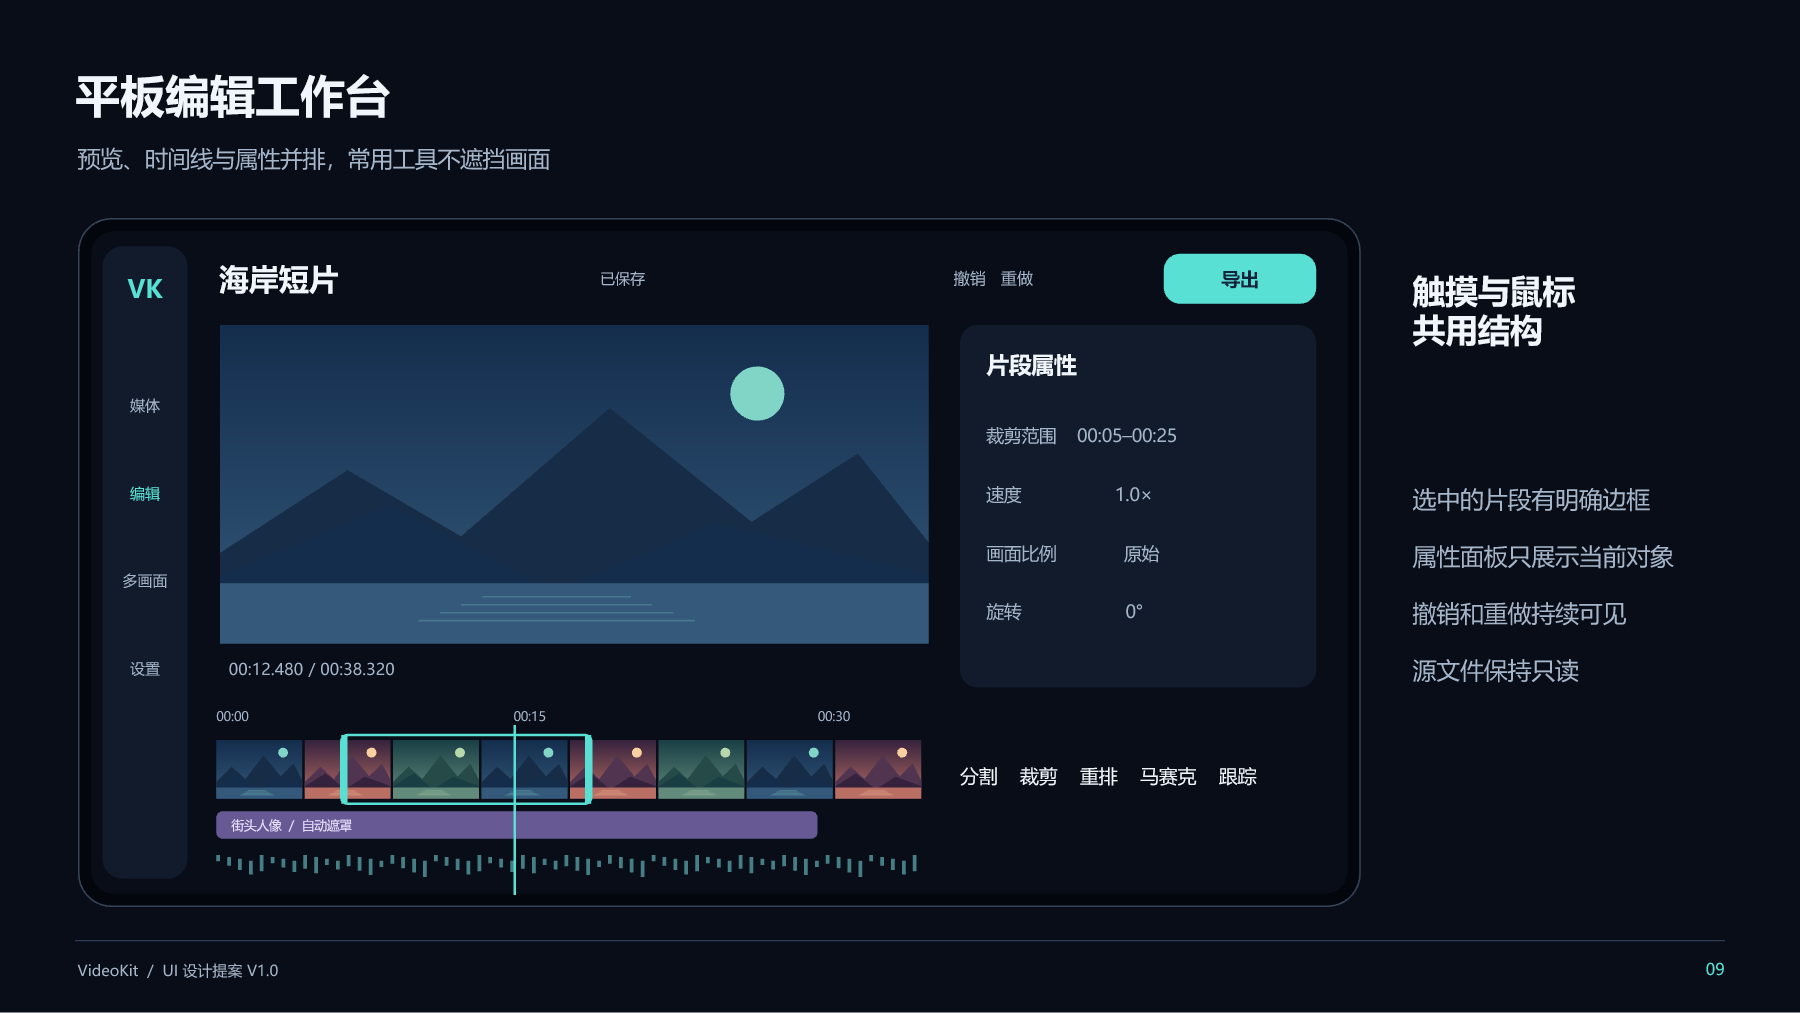 平板编辑工作台
预览、时间线与属性并排，常用工具不遮挡画面
VK
媒体
编辑
多画面
设置
海岸短片
已保存
撤销 重做
导出
00:12.480 / 00:38.320
片段属性
裁剪范围 00:05–00:25
速度 1.0×
画面比例 原始
旋转 0°
00:00 00:15 00:30
街头人像 / 自动遮罩
分割 裁剪 重排 马赛克 跟踪
触摸与鼠标
共用结构
选中的片段有明确边框
属性面板只展示当前对象
撤销和重做持续可见
源文件保持只读
VideoKit / UI 设计提案 V1.0
09